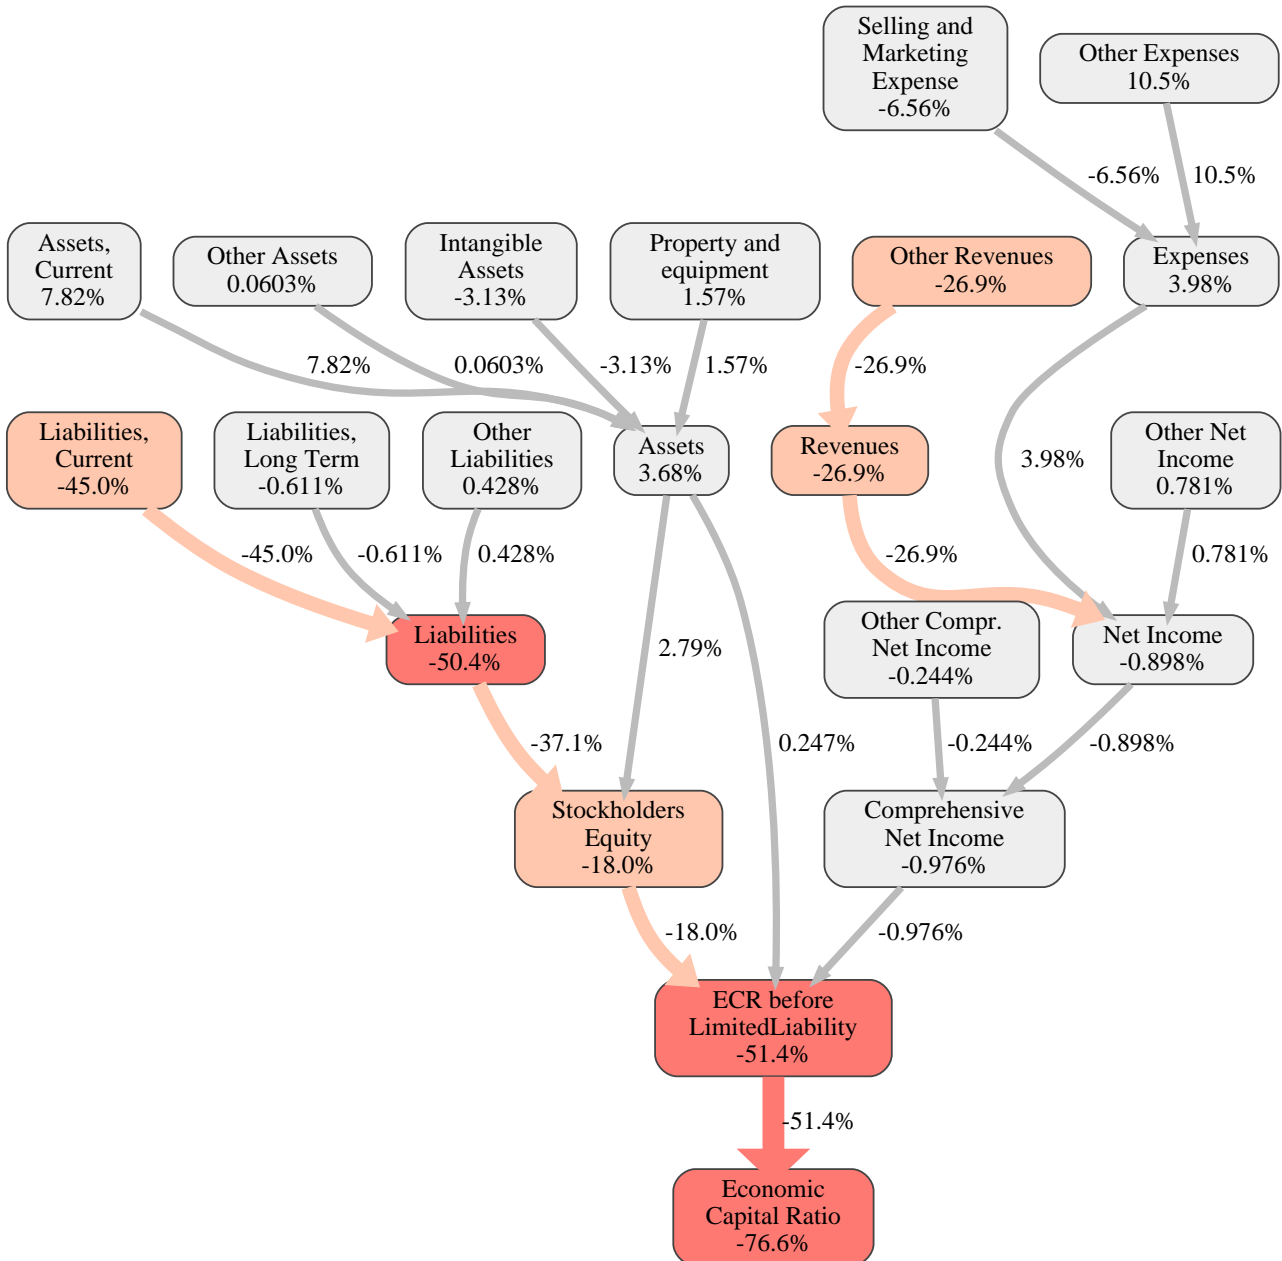 Selling and
Marketing
Expense
-6.56%
Other Expenses
10.5%
-6.56%
10.5%
Assets,
Current
7.82%
Other Assets
0.0603%
Intangible
Assets
-3.13%
Property and
equipment
1.57%
Other Revenues
-26.9%
Expenses
3.98%
7.82%
0.0603%
-3.13%
1.57%
-26.9%
Liabilities,
Current
-45.0%
Liabilities,
Long Term
-0.611%
Other
Liabilities
0.428%
Assets
3.68%
Revenues
-26.9%
3.98%
Other Net
Income
0.781%
-45.0%
-0.611%
0.428%
-26.9%
0.781%
Liabilities
-50.4%
2.79%
Other Compr.
Net Income
-0.244%
Net Income
-0.898%
-37.1%
0.247%
-0.244%
-0.898%
Stockholders
Equity
-18.0%
Comprehensive
Net Income
-0.976%
-18.0%
-0.976%
ECR before
LimitedLiability
-51.4%
-51.4%
Economic
Capital Ratio
-76.6%